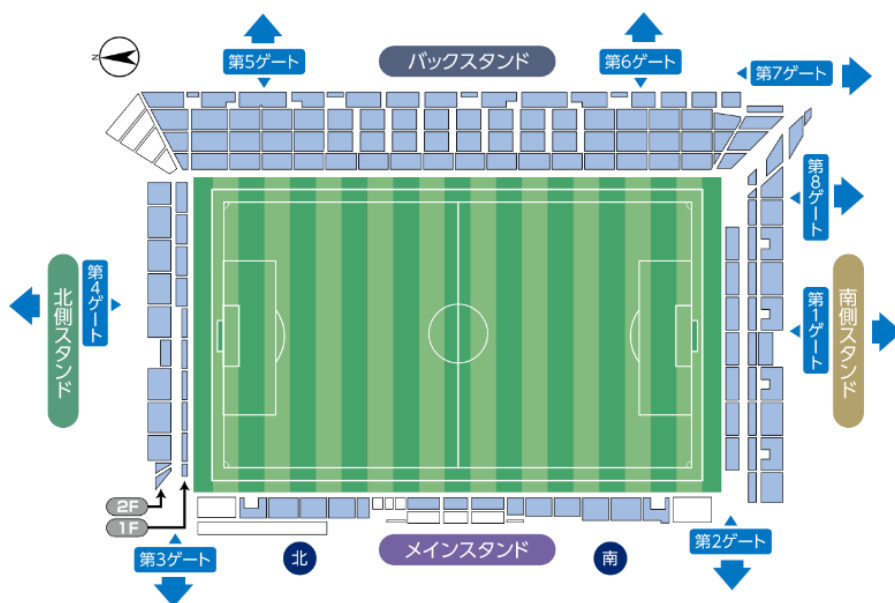 N
第5ゲート
バックスタンド
第6ゲート
第7ゲート
第8ゲート
北側スタンド
第4ゲート
第1ゲート
南側スタンド
2F
1F
第3ゲート
北
メインスタンド
南
第2ゲート